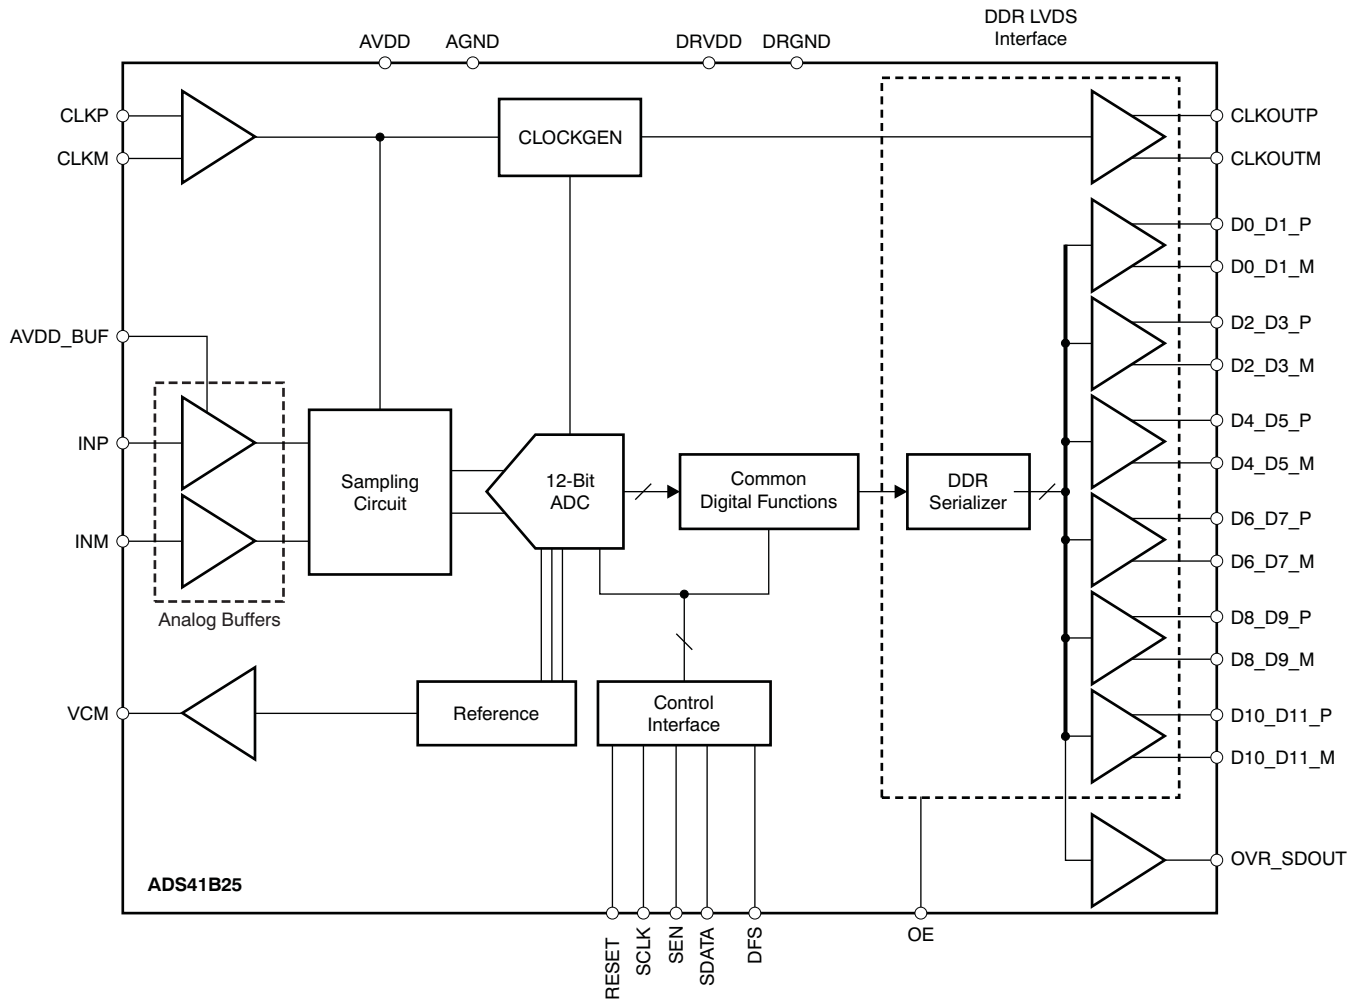 DDR LVDS
Interface
AVDD
AGND
DRVDD
DRGND
CLKP
CLKM
CLOCKGEN
CLKOUTP
CLKOUTM
D0_D1_P
D0_D1_M
AVDD_BUF
D2_D3_P
D2_D3_M
INP
INM
Analog Buffers
Sampling
Circuit
12-Bit
ADC
Common
Digital Functions
DDR
Serializer
D4_D5_P
D4_D5_M
D6_D7_P
D6_D7_M
D8_D9_P
D8_D9_M
VCM
Reference
Control
Interface
D10_D11_P
D10_D11_M
OVR_SDOUT
ADS41B25
RESET
SCLK
SEN
SDATA
DFS
OE